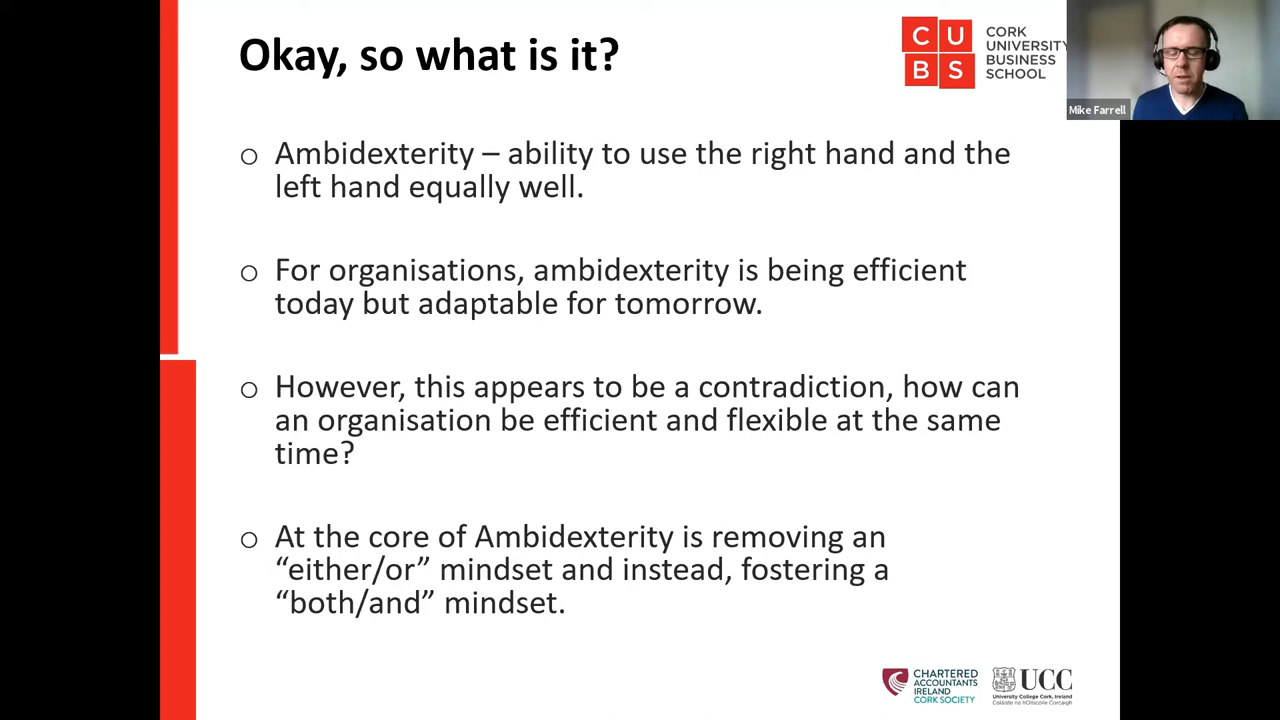 Okay, so what is it?
C U
B S
CORK
UNIVERSITY
BUSINESS
SCHOOL
Mike Farrell
o Ambidexterity – ability to use the right hand and the
left hand equally well.
o For organisations, ambidexterity is being efficient
today but adaptable for tomorrow.
o However, this appears to be a contradiction, how can
an organisation be efficient and flexible at the same
time?
o At the core of Ambidexterity is removing an
“either/or” mindset and instead, fostering a
“both/and” mindset.
CHARTERED
ACCOUNTANTS
IRELAND
CORK SOCIETY
UCC
University College Cork, Ireland
Coláiste na hOllscoile Corcaigh